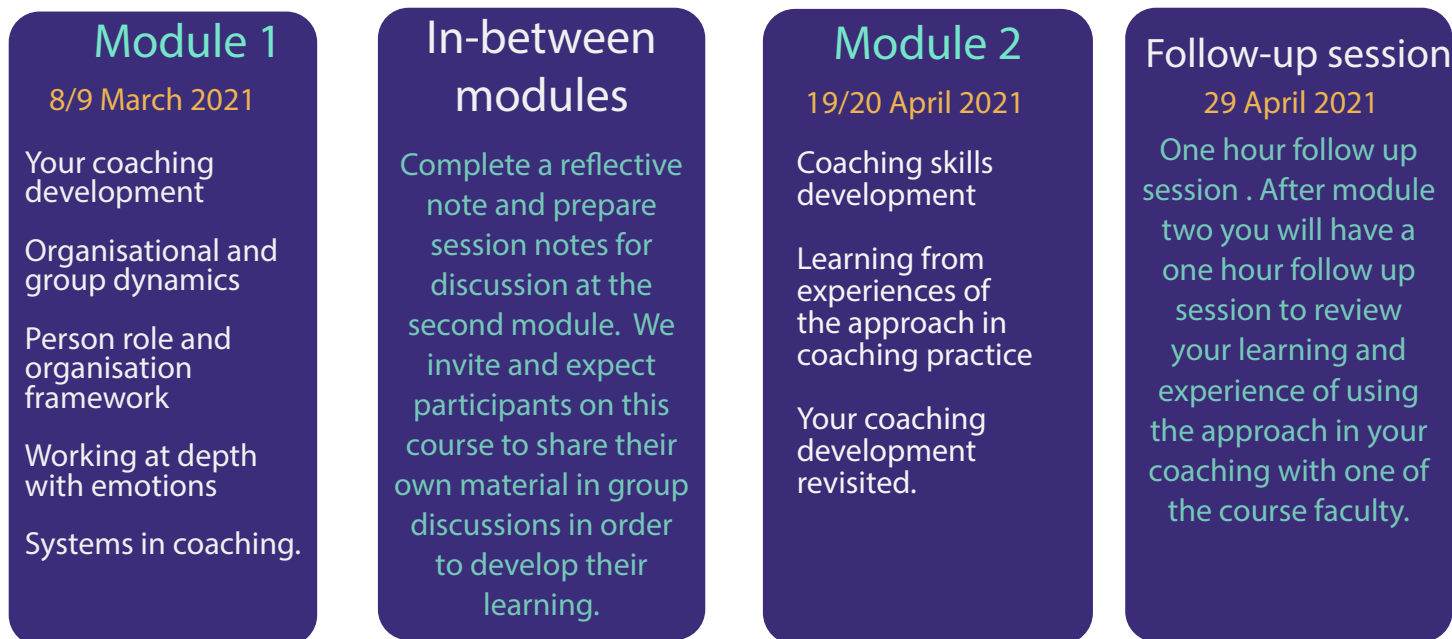 Module 1
8/9 March 2021
Your coaching
development
Organisational and
group dynamics
Person role and
organisation
framework
Working at depth
with emotions
Systems in coaching.
In-between
modules
Complete a reflective
note and prepare
session notes for
discussion at the
second module.  We
invite and expect
participants on this
course to share their
own material in group
discussions in order
to develop their
learning.
Module 2
19/20 April 2021
Coaching skills
development
Learning from
experiences of
the approach in
coaching practice
Your coaching
development
revisited.
Follow-up session
29 April 2021
One hour follow up
session . After module
two you will have a
one hour follow up
session to review
your learning and
experience of using
the approach in your
coaching with one of
the course faculty.